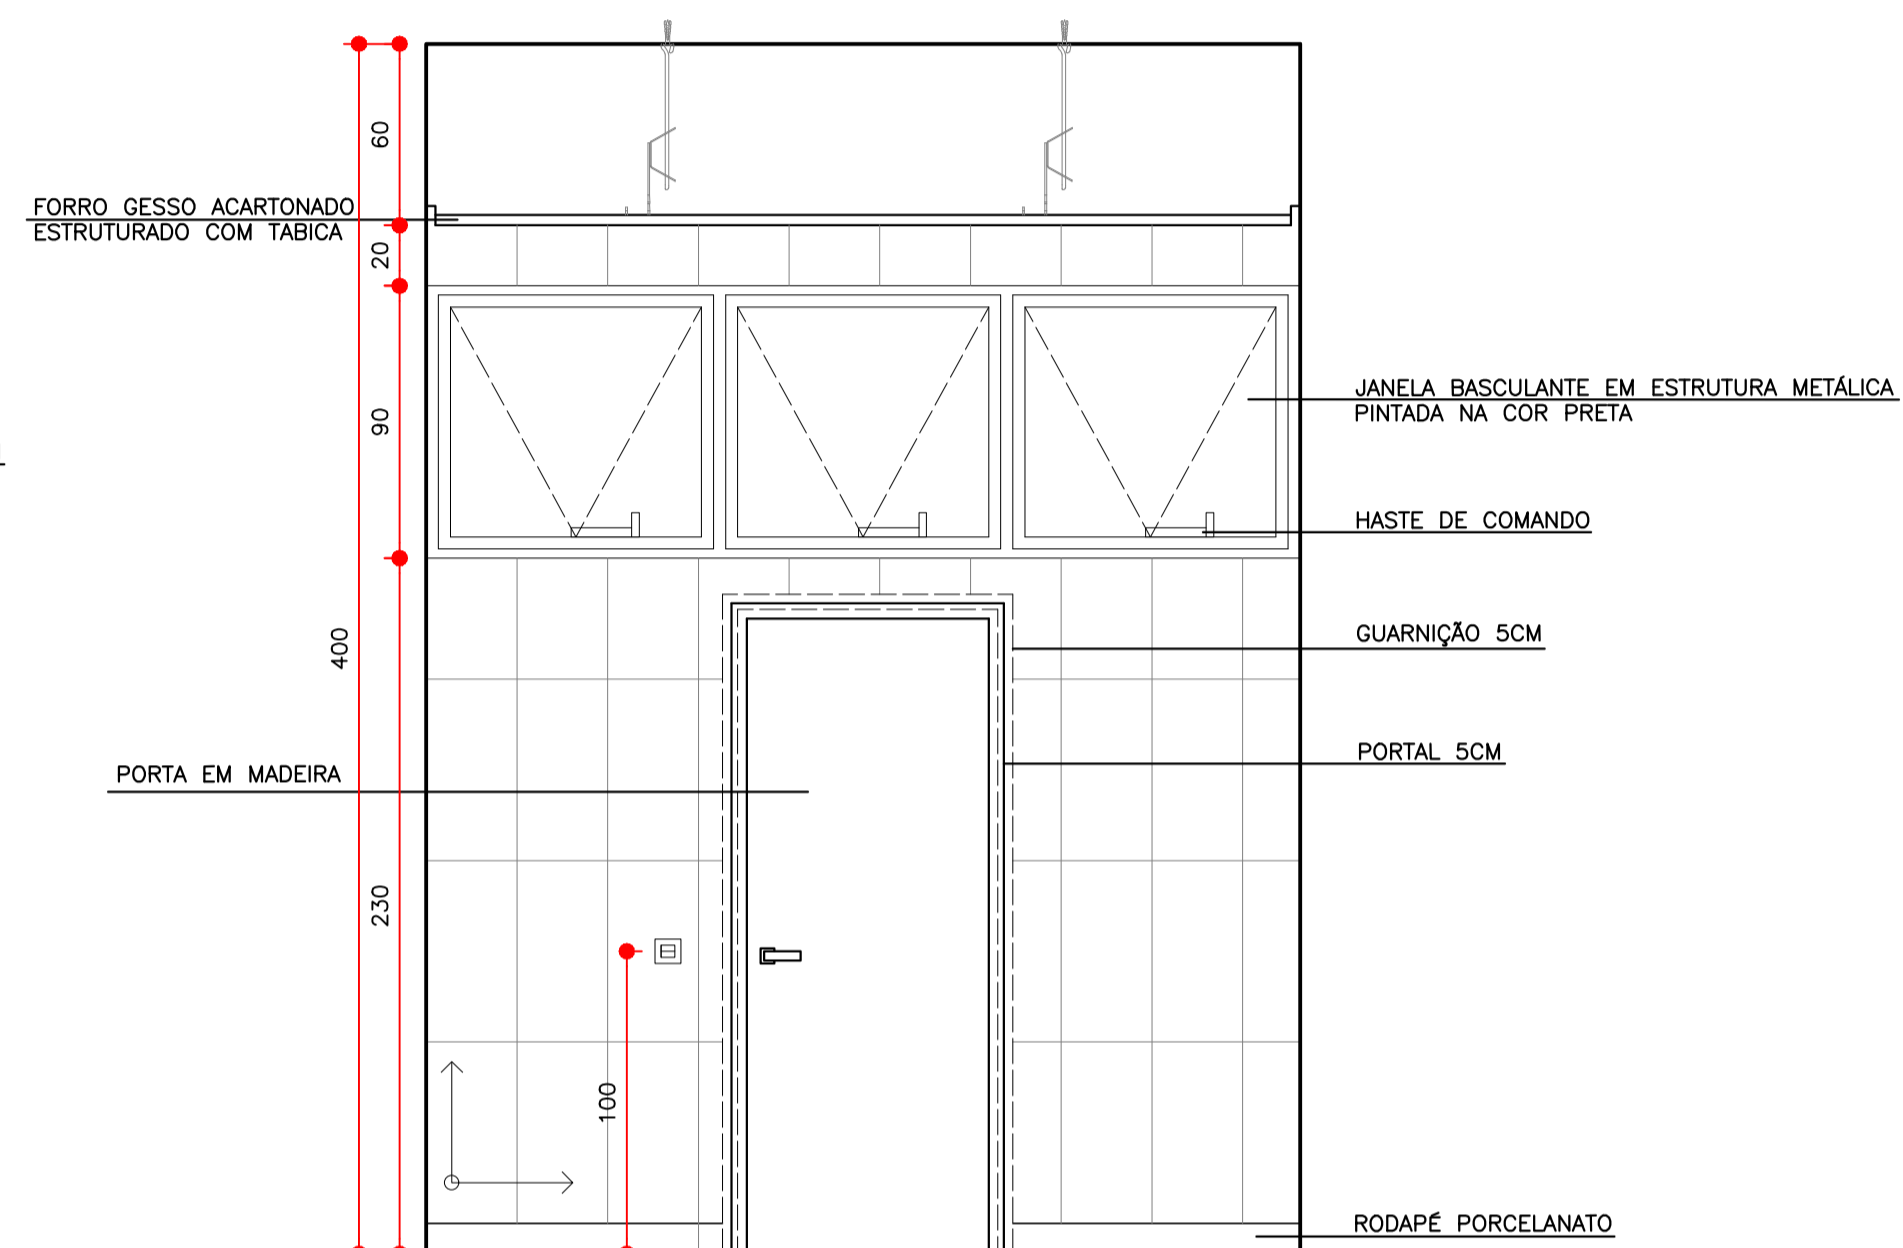 60
FORRO GESSO ACARTONADO
ESTRUTURADO COM TABICA
20
90
JANELA BASCULANTE EM ESTRUTURA METÁLICA
PINTADA NA COR PRETA
HASTE DE COMANDO
400
GUARNIÇÃO 5CM
PORTAL 5CM
PORTA EM MADEIRA
230
100
RODAPÉ PORCELANATO